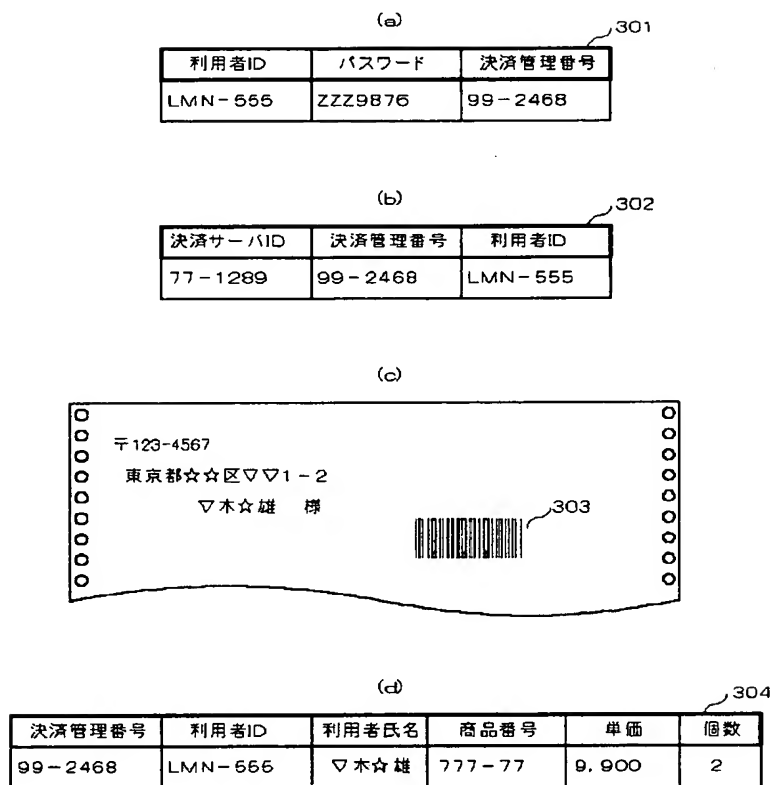 (a)
301
利用者ID パスワード 決済管理番号
LMN-555 ZZZ9876 99-2468
(b)
302
決済サーバID 決済管理番号 利用者ID
77-1289 99-2468 LMN-555
(c)
〒123-4567
東京都☆☆区▽▽1-2
▽木☆雄 様
303
(d)
304
決済管理番号 利用者ID 利用者氏名 商品番号 単価 個数
99-2468 LMN-555 ▽木☆雄 777-77 9,900 2